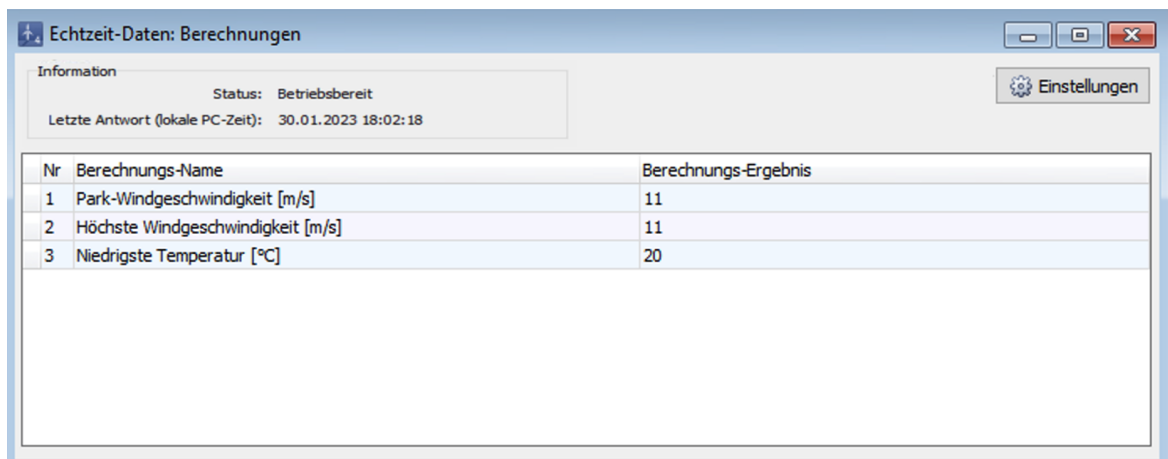 Echtzeit-Daten: Berechnungen
Information
Status: Betriebsbereit
Letzte Antwort (lokale PC-Zeit): 30.01.2023 18:02:18
Einstellungen
Nr Berechnungs-Name Berechnungs-Ergebnis
1 Park-Windgeschwindigkeit [m/s] 11
2 Höchste Windgeschwindigkeit [m/s] 11
3 Niedrigste Temperatur [°C] 20